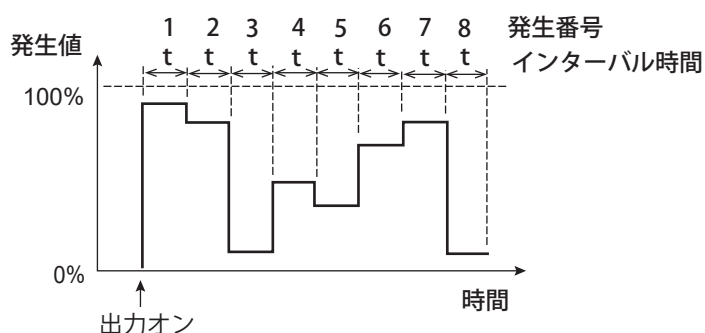 1 2 3 4 5 6 7 8 発生番号
発生値 t t t t t t t t インターバル時間
100%
0%
時間
出力オン